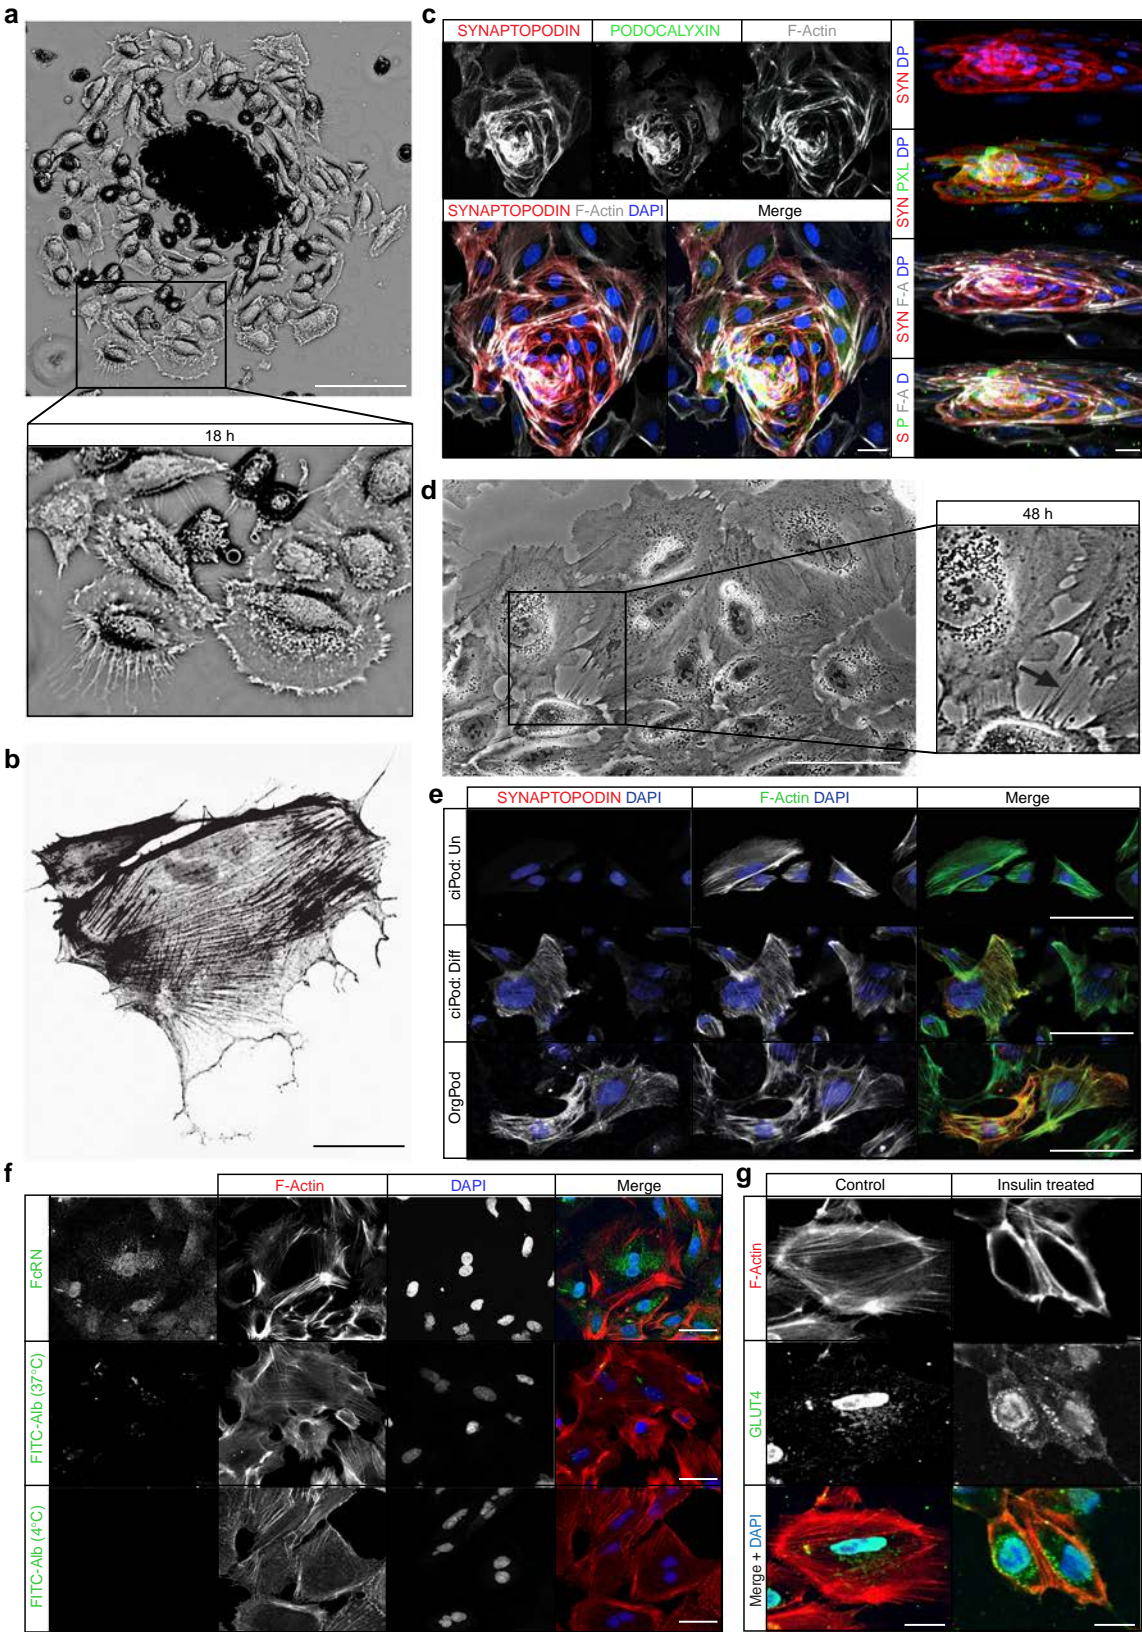 a
18 h
b
c
SYNAPTOPODIN
PODOCALYXIN
F-Actin
SYNAPTOPODIN F-Actin DAPI
Merge
SYN DP
SYN PXL DP
SYN F-A DP
S P F-A D
d
48 h
e
SYNAPTOPODIN DAPI
F-Actin DAPI
Merge
ciPod: Un
ciPod: Diff
OrgPod
f
F-Actin
DAPI
Merge
FcRN
FITC-Alb (37°C)
FITC-Alb (4°C)
g
Control
Insulin treated
F-Actin
GLUT4
Merge + DAPI